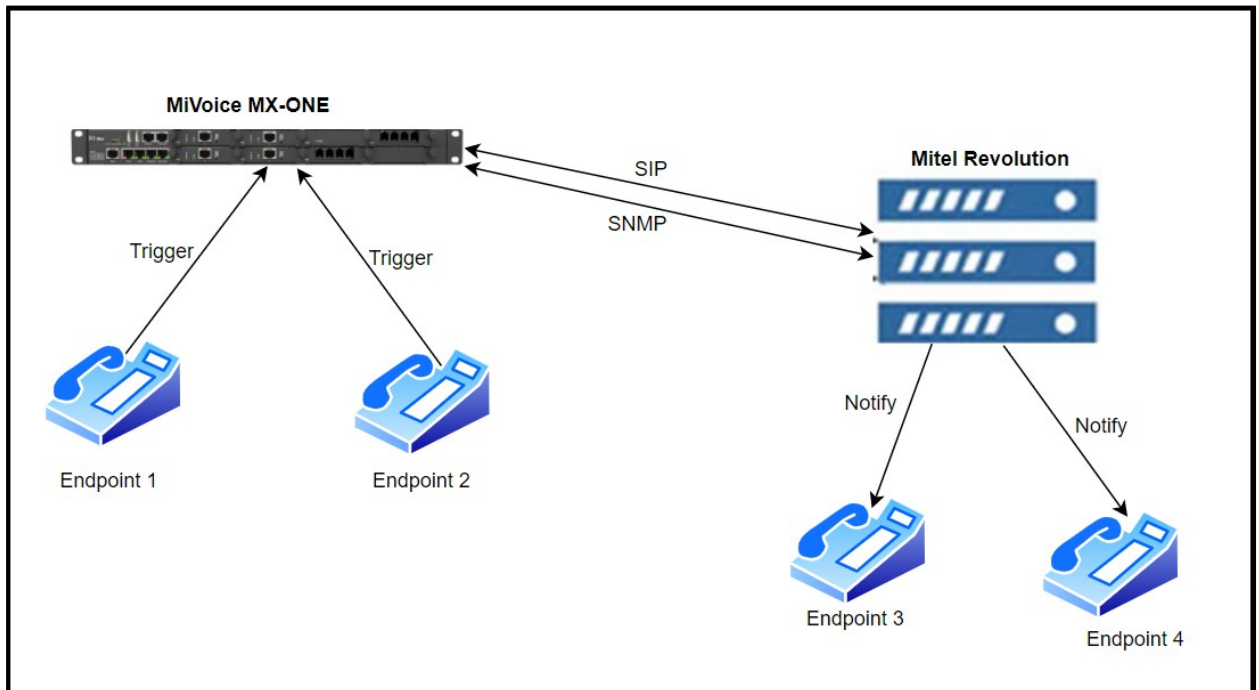 MiVoice MX-ONE
SIP
Mitel Revolution
SNMP
Trigger
Trigger
Notify
Notify
Endpoint 1
Endpoint 2
Endpoint 3
Endpoint 4